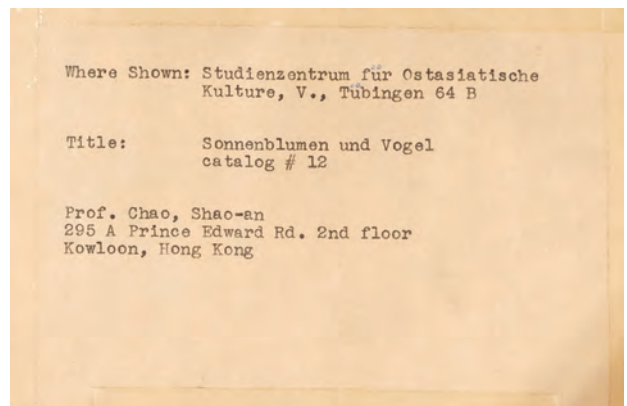 Where Shown: Studienzentrum für Ostasiatische
Kulture, V., Tübingen 64 B
Title: Sonnenblumen und Vogel
catalog # 12
Prof. Chao, Shao-an
295 A Prince Edward Rd. 2nd floor
Kowloon, Hong Kong